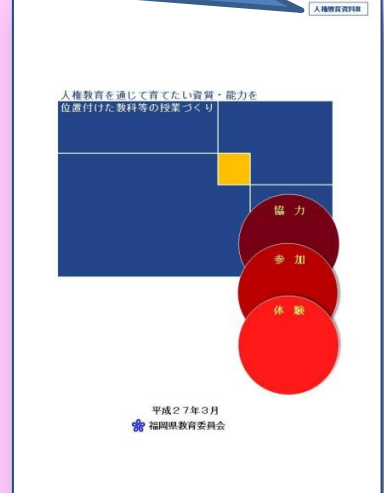 人権教育資料Ⅲ
人権教育を通じて育てたい資質・能力を
位置付けた教科等の授業づくり
協力
参加
体験
平成27年3月
福岡県教育委員会